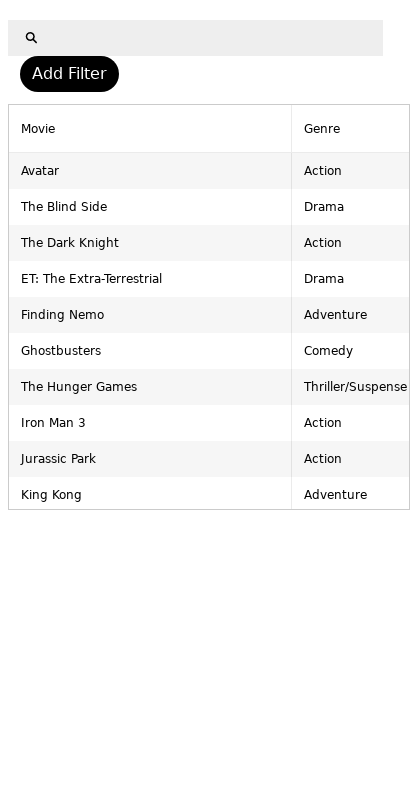 Add Filter
Movie Genre
Avatar Action
The Blind Side Drama
The Dark Knight Action
ET: The Extra-Terrestrial Drama
Finding Nemo Adventure
Ghostbusters Comedy
The Hunger Games Thriller/Suspense
Iron Man 3 Action
Jurassic Park Action
King Kong Adventure